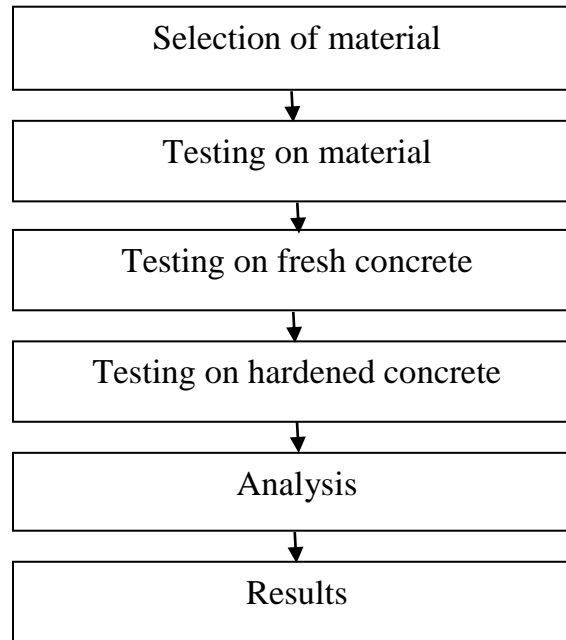 Selection of material
Testing on material
Testing on fresh concrete
Testing on hardened concrete
Analysis
Results